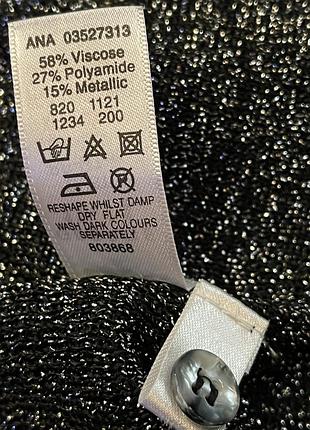 ANA 03527313
58% Viscose
27% Polyamide
15% Metallic
820 1121
1234 200
RESHAPE WHILST DAMP
DRY FLAT
WASH DARK COLOURS
SEPARATELY
803868